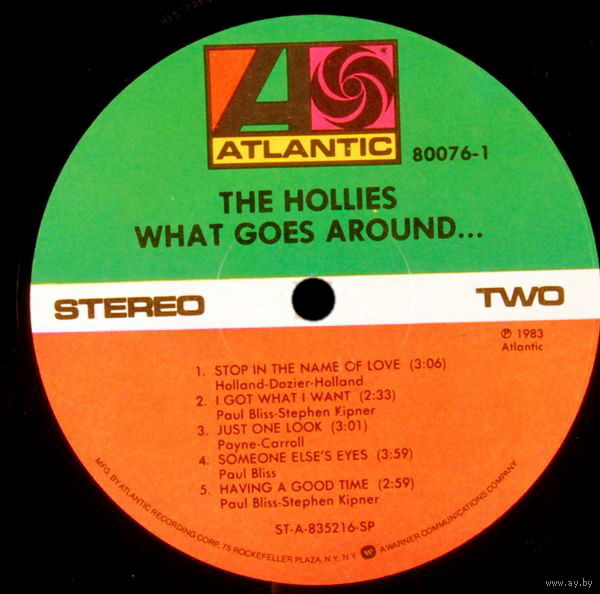 ATLANTIC
80076-1
THE HOLLIES
WHAT GOES AROUND...
STEREO
TWO
℗ 1983
Atlantic
1. STOP IN THE NAME OF LOVE (3:06)
Holland-Dozier-Holland
2. I GOT WHAT I WANT (2:33)
Paul Bliss-Stephen Kipner
3. JUST ONE LOOK (3:01)
Payne-Carroll
4. SOMEONE ELSE'S EYES (3:59)
Paul Bliss
5. HAVING A GOOD TIME (2:59)
Paul Bliss-Stephen Kipner
ST-A-835216-SP
MFG. BY ATLANTIC RECORDING CORP., 75 ROCKEFELLER PLAZA, N.Y., N.Y. A WARNER COMMUNICATIONS COMPANY
www.ay.by